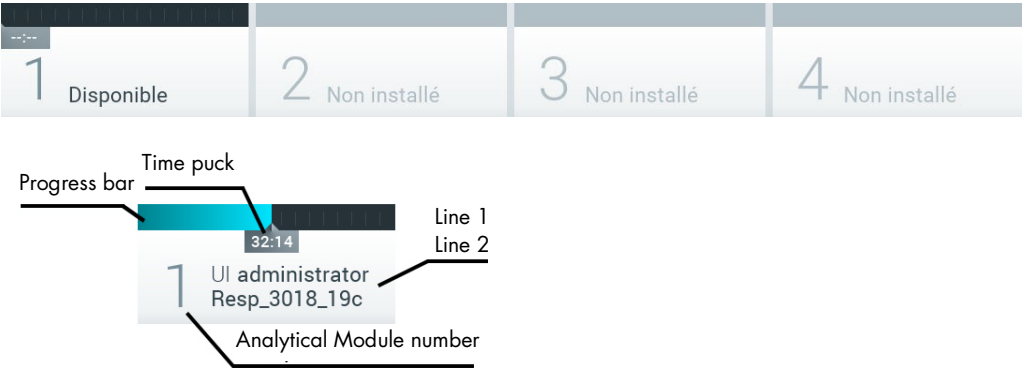 --:--
1 Disponible
2 Non installé
3 Non installé
4 Non installé
Time puck
Progress bar
Line 1
32:14
Line 2
UI administrator
1
Resp_3018_19c
Analytical Module number